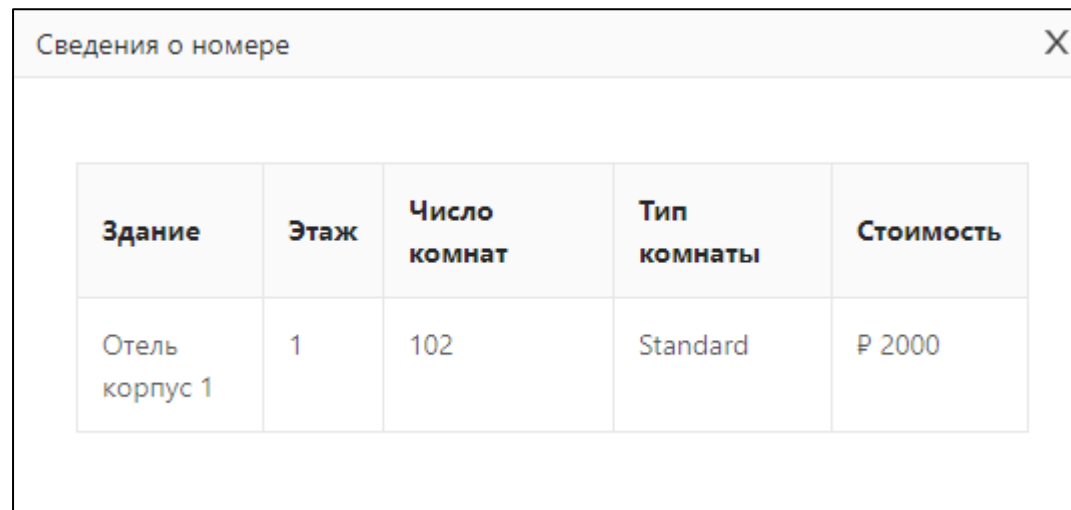 Сведения о номере X
Здание Этаж Число комнат Тип комнаты Стоимость
Отель корпус 1 1 102 Standard ₽ 2000